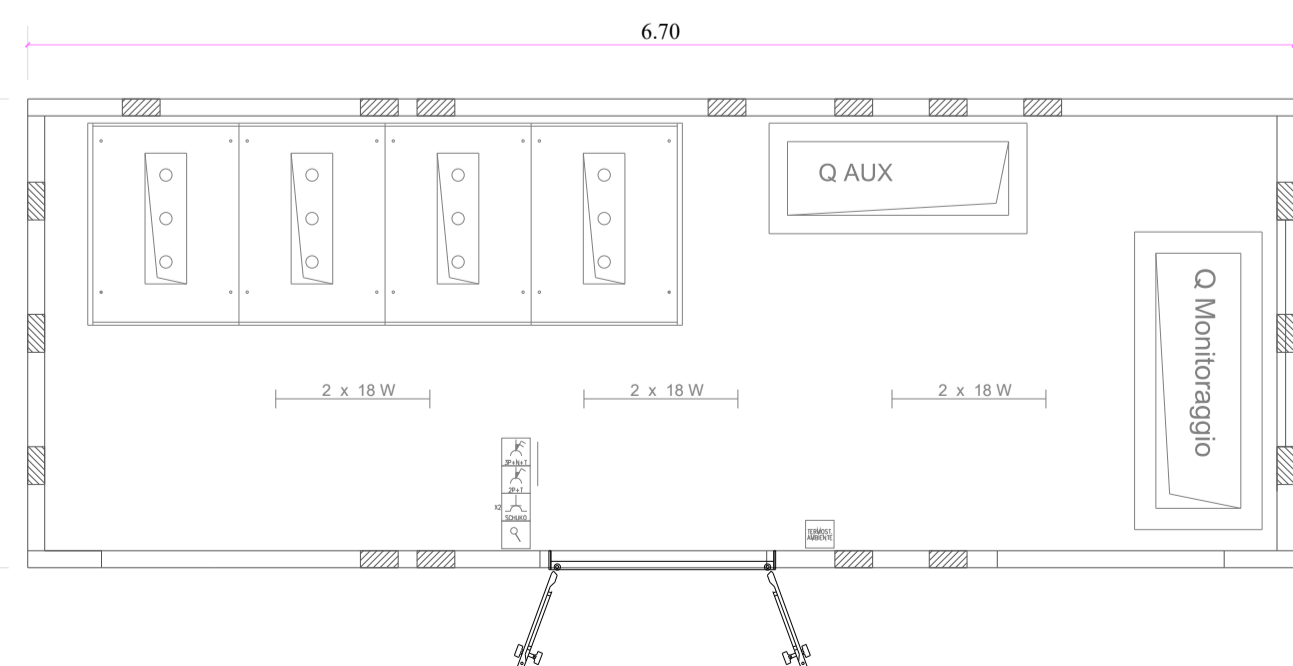 6.70
Q AUX
Q Monitoraggio
2 x 18 W
2 x 18 W
2 x 18 W
3P+N+T
2P+T
X2
SCHUKO
TERMOST.
AMBIENTE